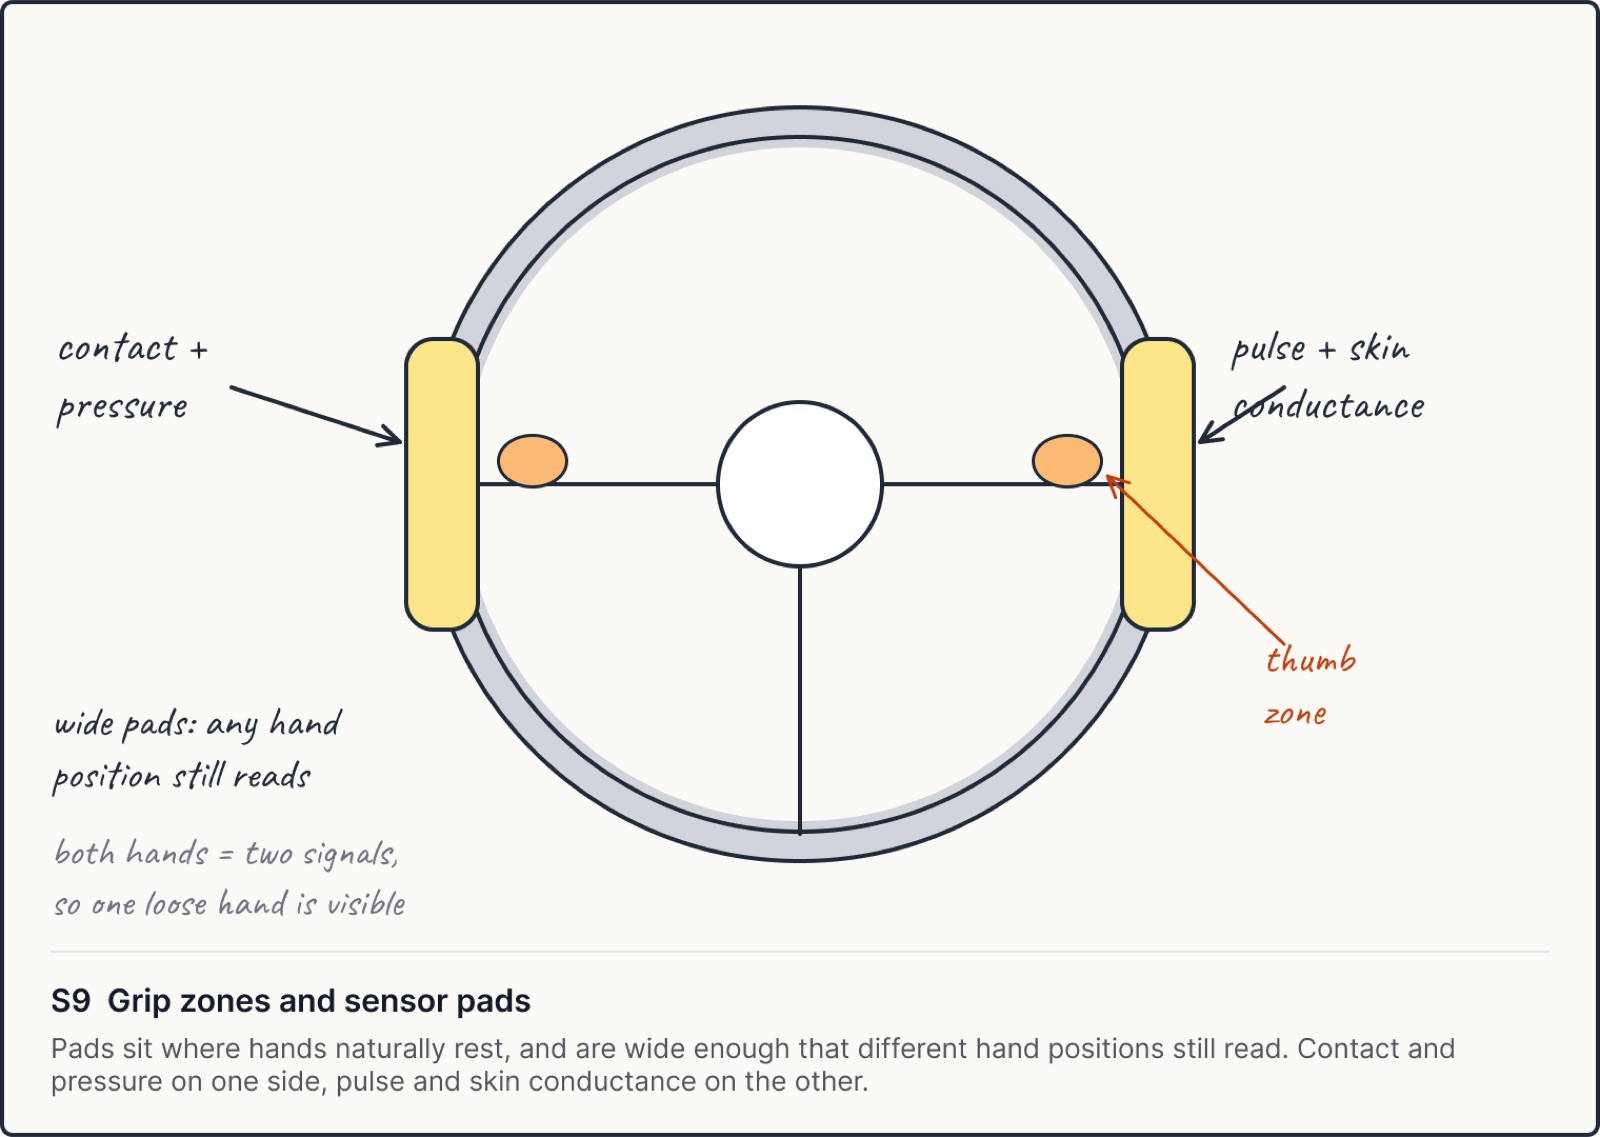 contact +
pressure
pulse + skin
conductance
thumb
zone
wide pads: any hand
position still reads
both hands = two signals,
so one loose hand is visible
S9 Grip zones and sensor pads
Pads sit where hands naturally rest, and are wide enough that different hand positions still read. Contact and
pressure on one side, pulse and skin conductance on the other.